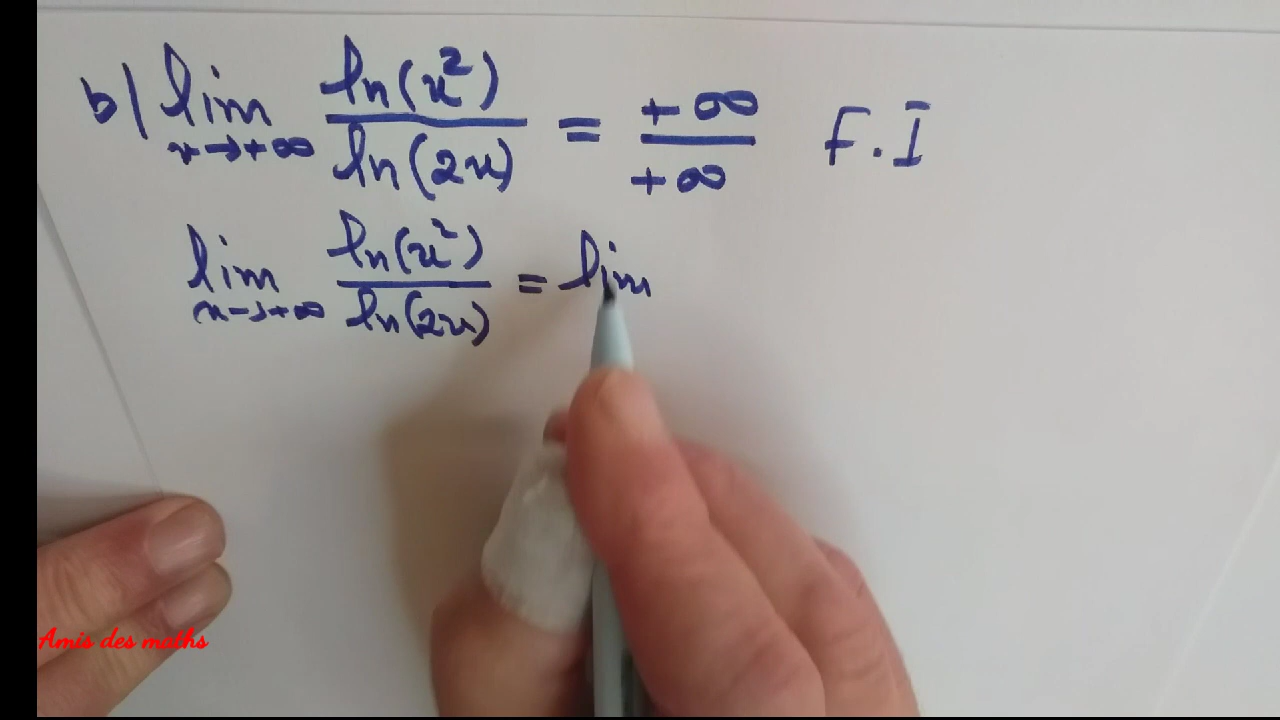 b) lim x→+∞ ln(x²)/ln(2x) = +∞/+∞ F.I
lim x→+∞ ln(x²)/ln(2x) = lim
Amis des maths